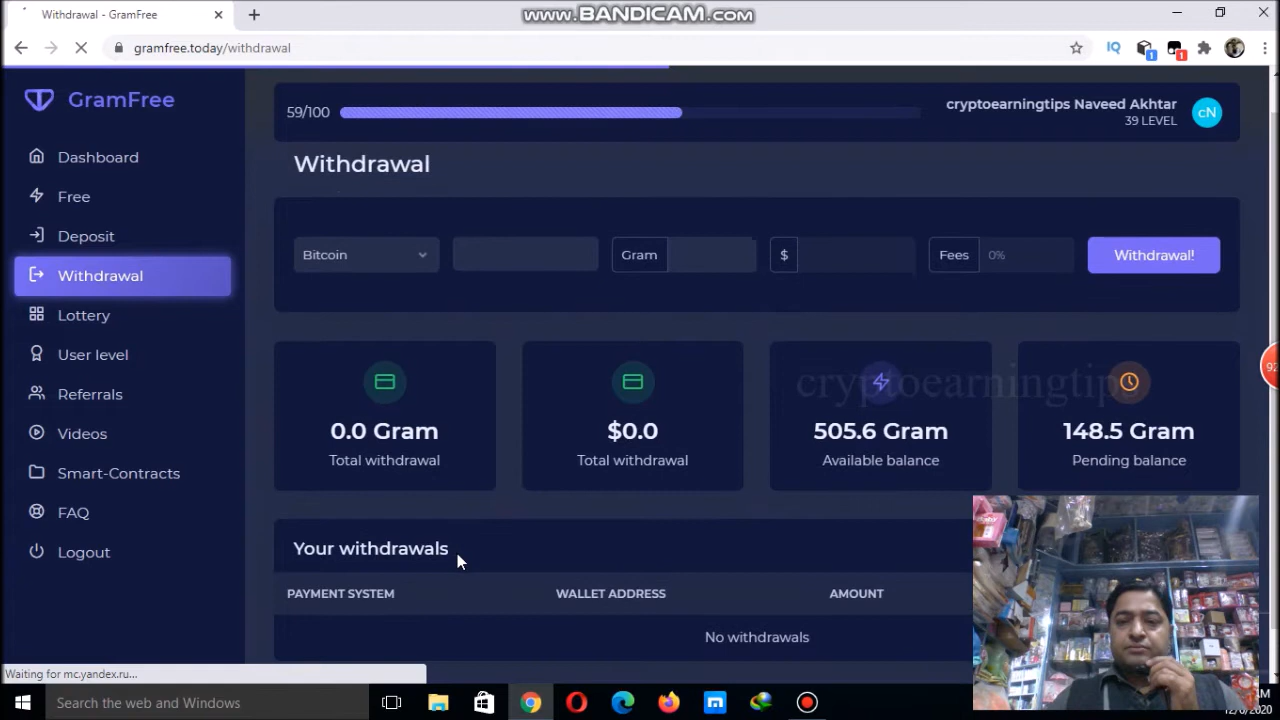 Withdrawal - GramFree
www.BANDICAM.com
gramfree.today/withdrawal
GramFree
59/100
cryptoearningtips Naveed Akhtar
39 LEVEL
cN
Dashboard
Free
Deposit
Withdrawal
Lottery
User level
Referrals
Videos
Smart-Contracts
FAQ
Logout
Withdrawal
Bitcoin
Gram
$
Fees
0%
Withdrawal!
0.0 Gram
Total withdrawal
$0.0
Total withdrawal
505.6 Gram
Available balance
148.5 Gram
Pending balance
cryptoearningtips
Your withdrawals
PAYMENT SYSTEM
WALLET ADDRESS
AMOUNT
No withdrawals
Waiting for mc.yandex.ru...
Search the web and Windows